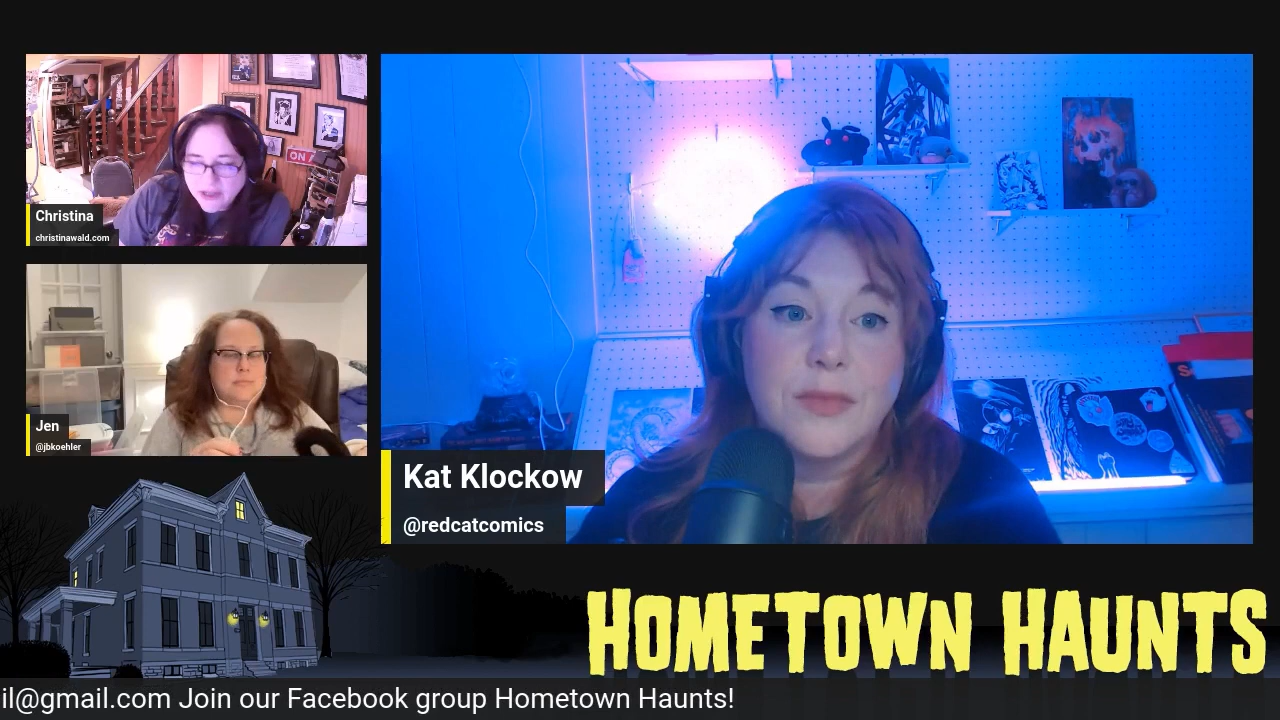 ON A
Christina
christinawald.com
Jen
@jbkoehler
Kat Klockow
@redcatcomics
HOMETOWN HAUNTS
il@gmail.com Join our Facebook group Hometown Haunts!